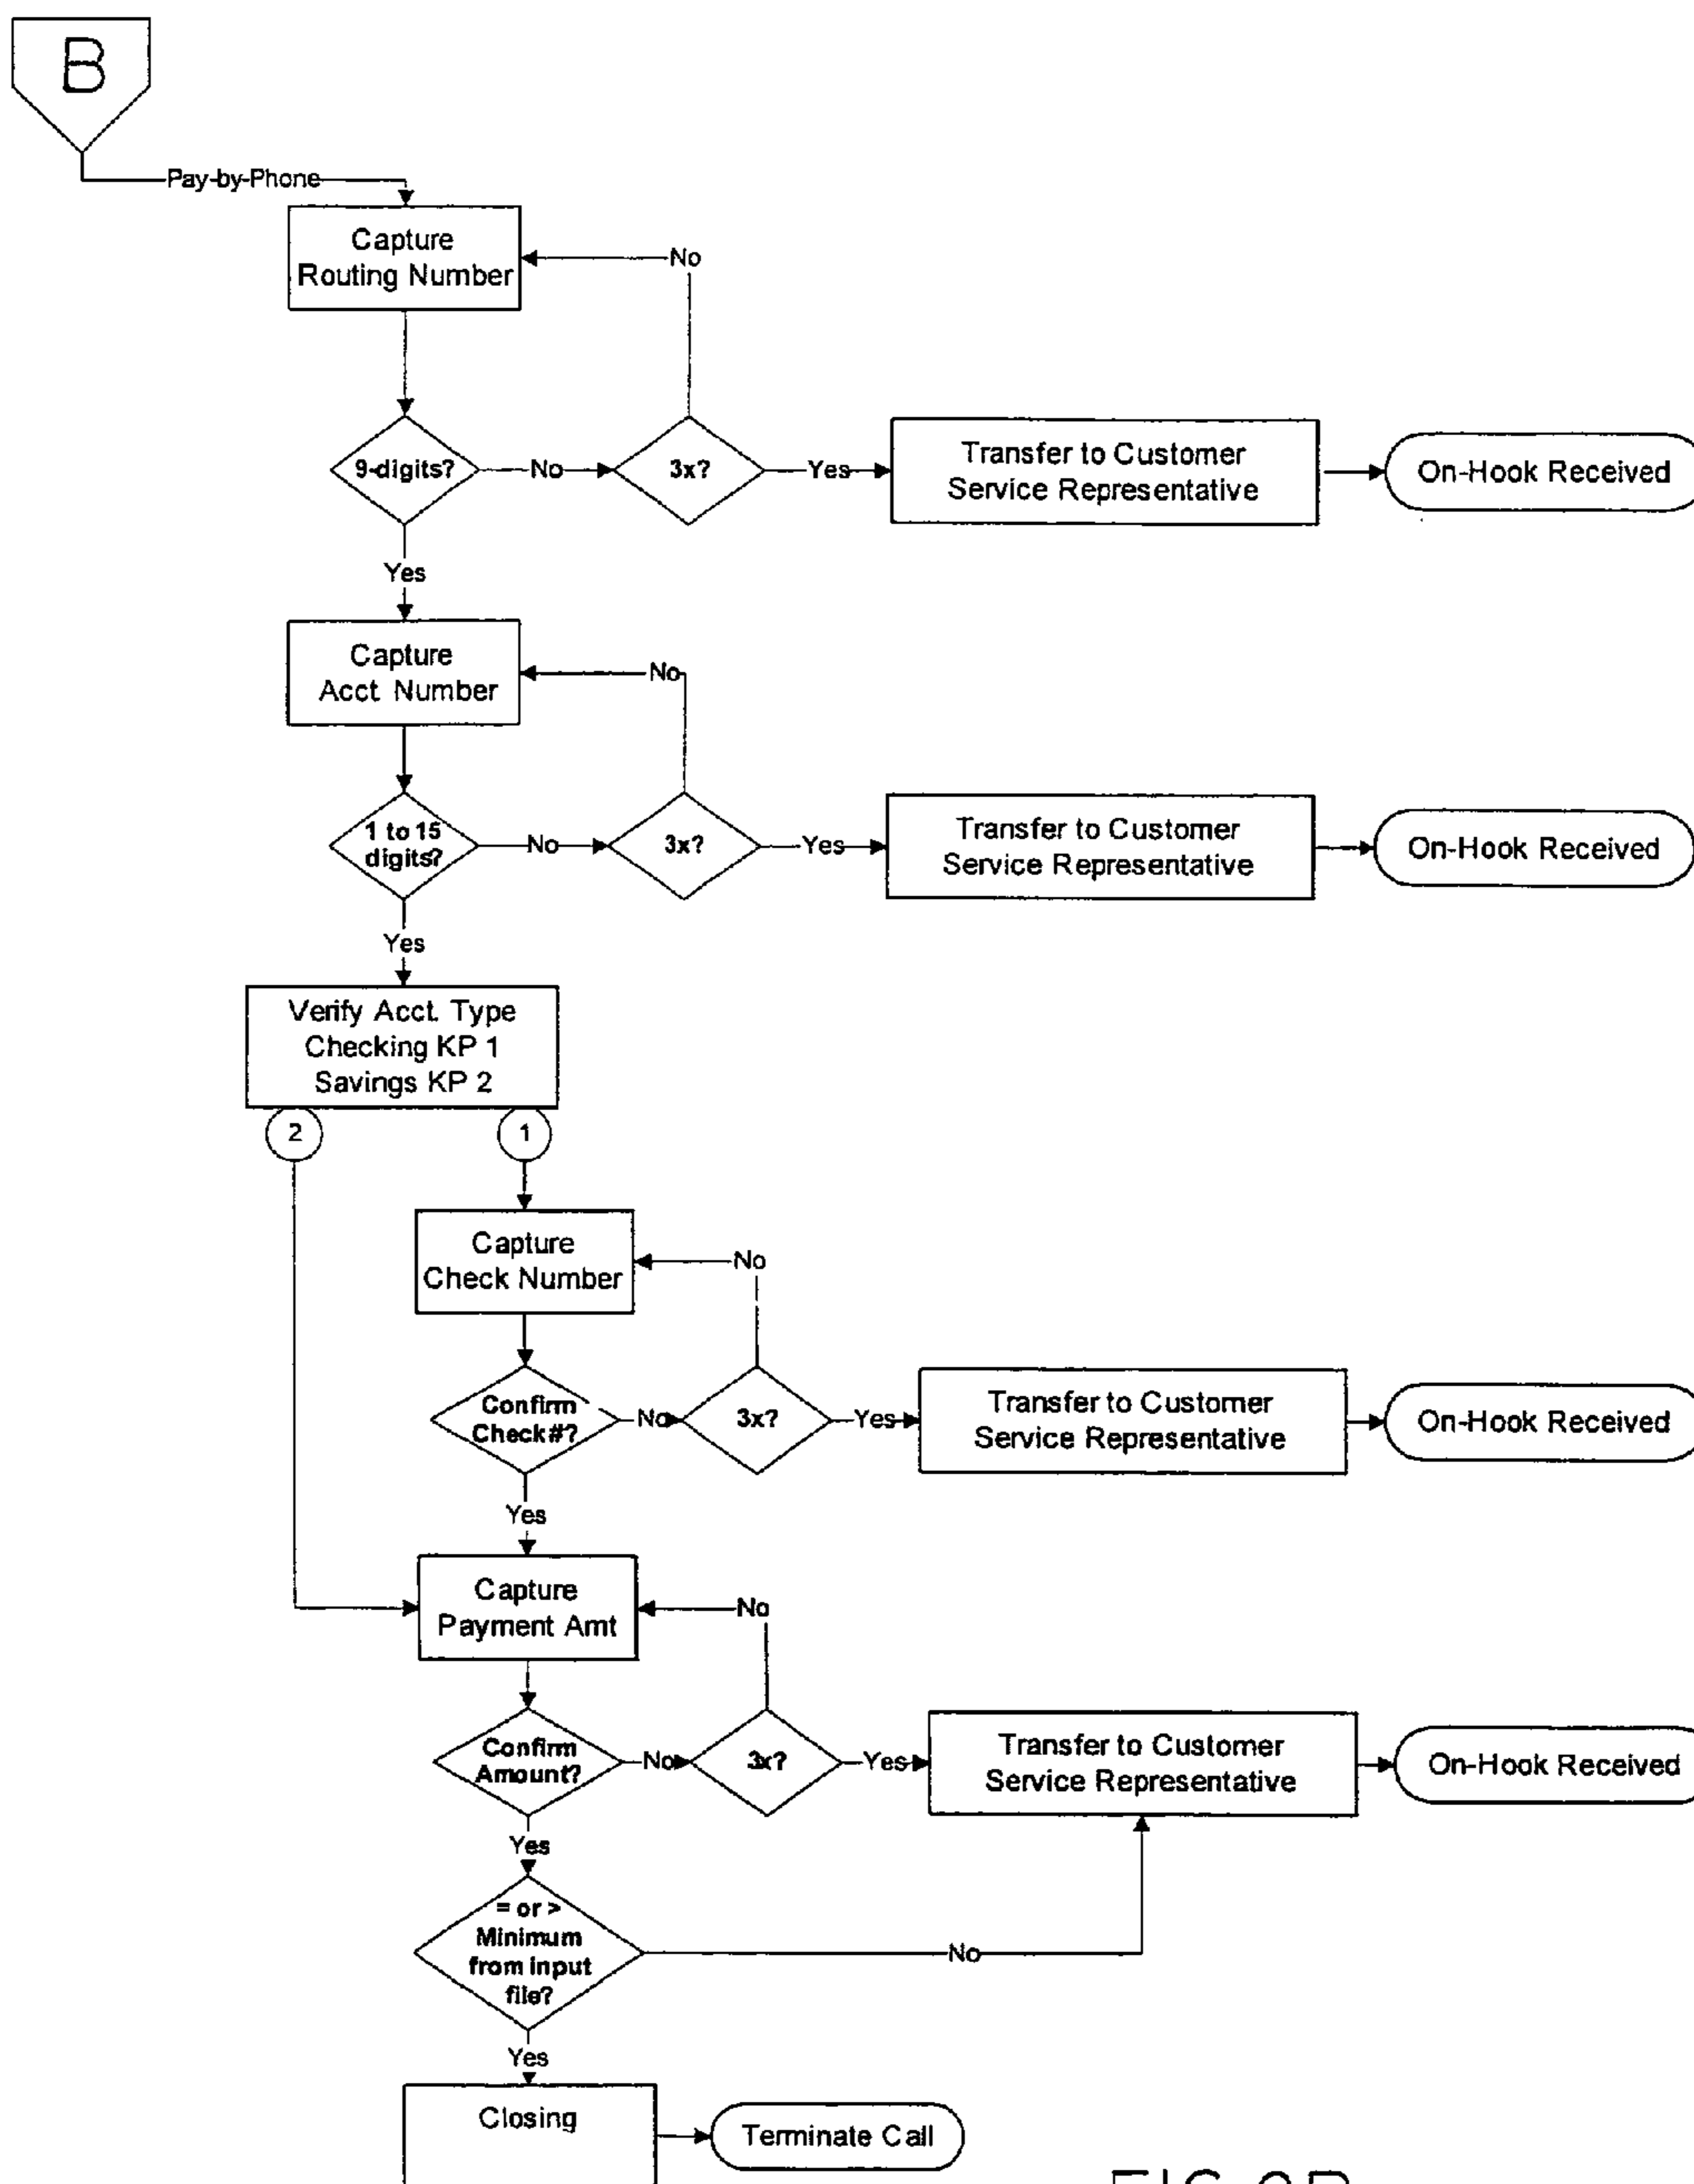 B
Pay-by-Phone
Capture
Routing Number
No
9-digits?
No
3x?
Yes
Transfer to Customer
Service Representative
On-Hook Received
Yes
Capture
Acct. Number
No
1 to 15
digits?
No
3x?
Yes
Transfer to Customer
Service Representative
On-Hook Received
Yes
Verify Acct. Type
Checking KP 1
Savings KP 2
2
1
Capture
Check Number
No
Confirm
Check#?
No
3x?
Yes
Transfer to Customer
Service Representative
On-Hook Received
Yes
Capture
Payment Amt
No
Confirm
Amount?
No
3x?
Yes
Transfer to Customer
Service Representative
On-Hook Received
Yes
= or >
Minimum
from input
file?
No
Yes
Closing
Terminate Call